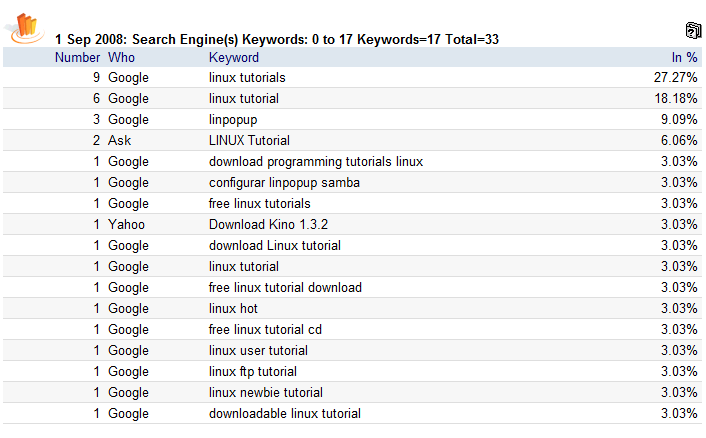 1 Sep 2008: Search Engine(s) Keywords: 0 to 17 Keywords=17 Total=33
Number Who Keyword In %
9 Google linux tutorials 27.27%
6 Google linux tutorial 18.18%
3 Google linpopup 9.09%
2 Ask LINUX Tutorial 6.06%
1 Google download programming tutorials linux 3.03%
1 Google configurar linpopup samba 3.03%
1 Google free linux tutorials 3.03%
1 Yahoo Download Kino 1.3.2 3.03%
1 Google download Linux tutorial 3.03%
1 Google linux tutorial 3.03%
1 Google free linux tutorial download 3.03%
1 Google linux hot 3.03%
1 Google free linux tutorial cd 3.03%
1 Google linux user tutorial 3.03%
1 Google linux ftp tutorial 3.03%
1 Google linux newbie tutorial 3.03%
1 Google downloadable linux tutorial 3.03%